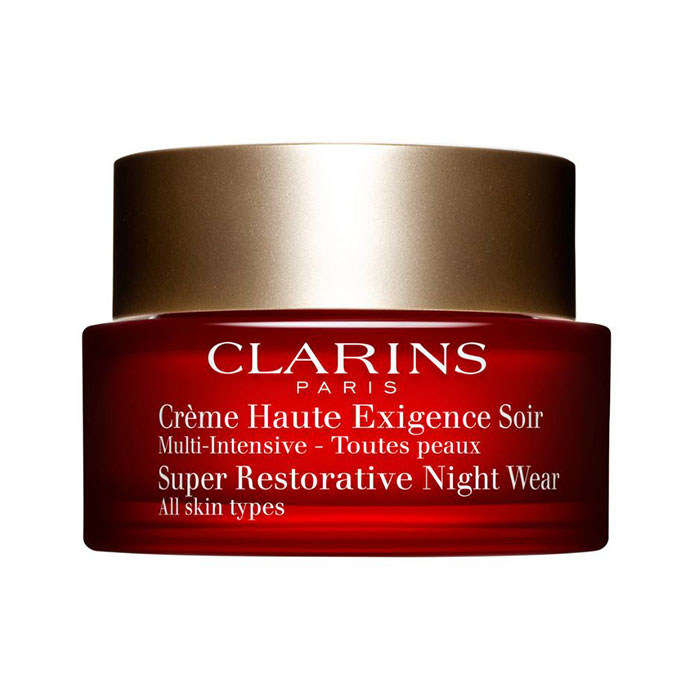 CLARINS
PARIS
Crème Haute Exigence Soir
Multi-Intensive - Toutes peaux
Super Restorative Night Wear
All skin types